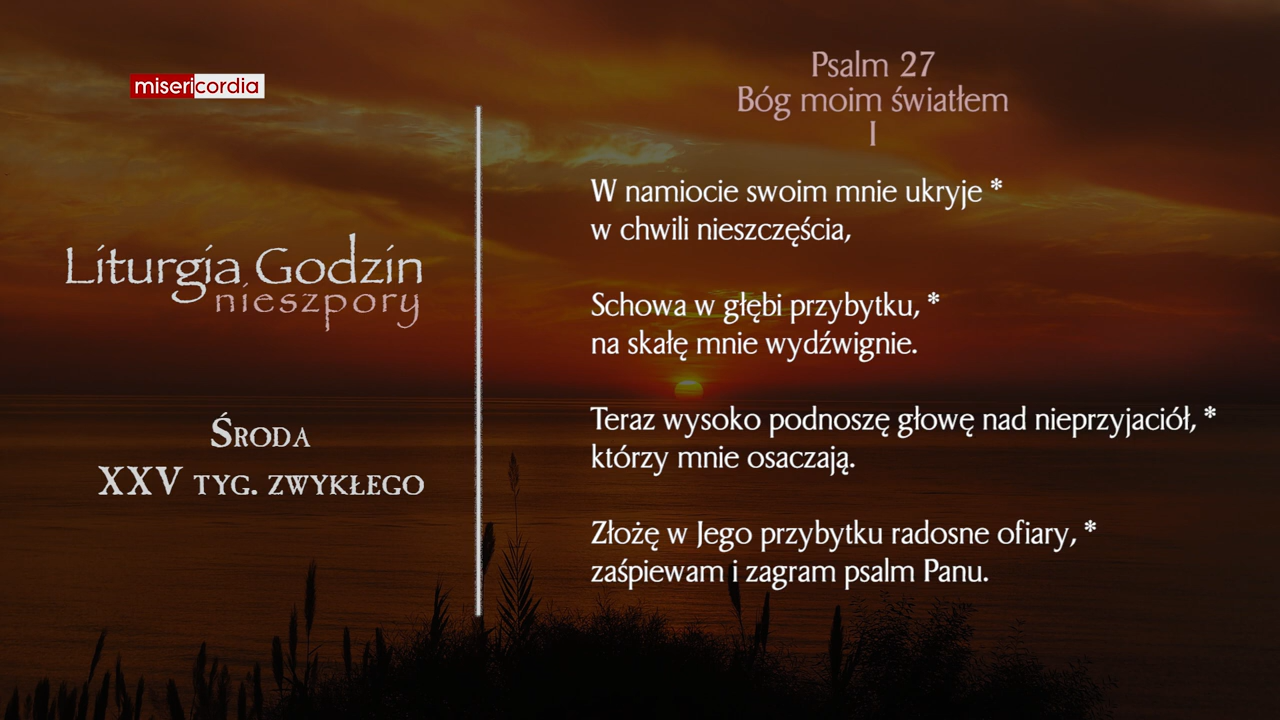 misericordia
Liturgia Godzin
nieszpory
Środa
XXV tyg. zwykłego
Psalm 27
Bóg moim światłem
I
W namiocie swoim mnie ukryje *
w chwili nieszczęścia,
Schowa w głębi przybytku, *
na skałę mnie wydźwignie.
Teraz wysoko podnoszę głowę nad nieprzyjaciół, *
którzy mnie osaczają.
Złożę w Jego przybytku radosne ofiary, *
zaśpiewam i zagram psalm Panu.